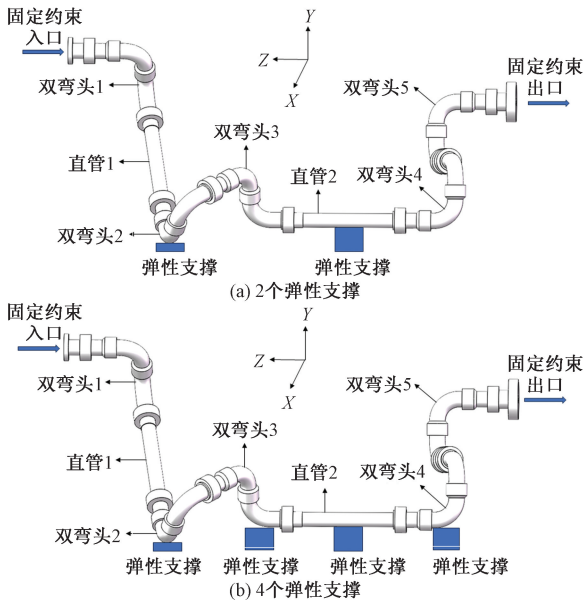 固定约束
入口
双弯头1
Y
Z
X
双弯头5
固定约束
出口
双弯头3
直管1
直管2
双弯头4
双弯头2
弹性支撑
弹性支撑
(a) 2个弹性支撑
固定约束
入口
双弯头1
Y
Z
X
双弯头5
固定约束
出口
双弯头3
直管1
直管2
双弯头4
双弯头2
弹性支撑
弹性支撑
弹性支撑
弹性支撑
(b) 4个弹性支撑